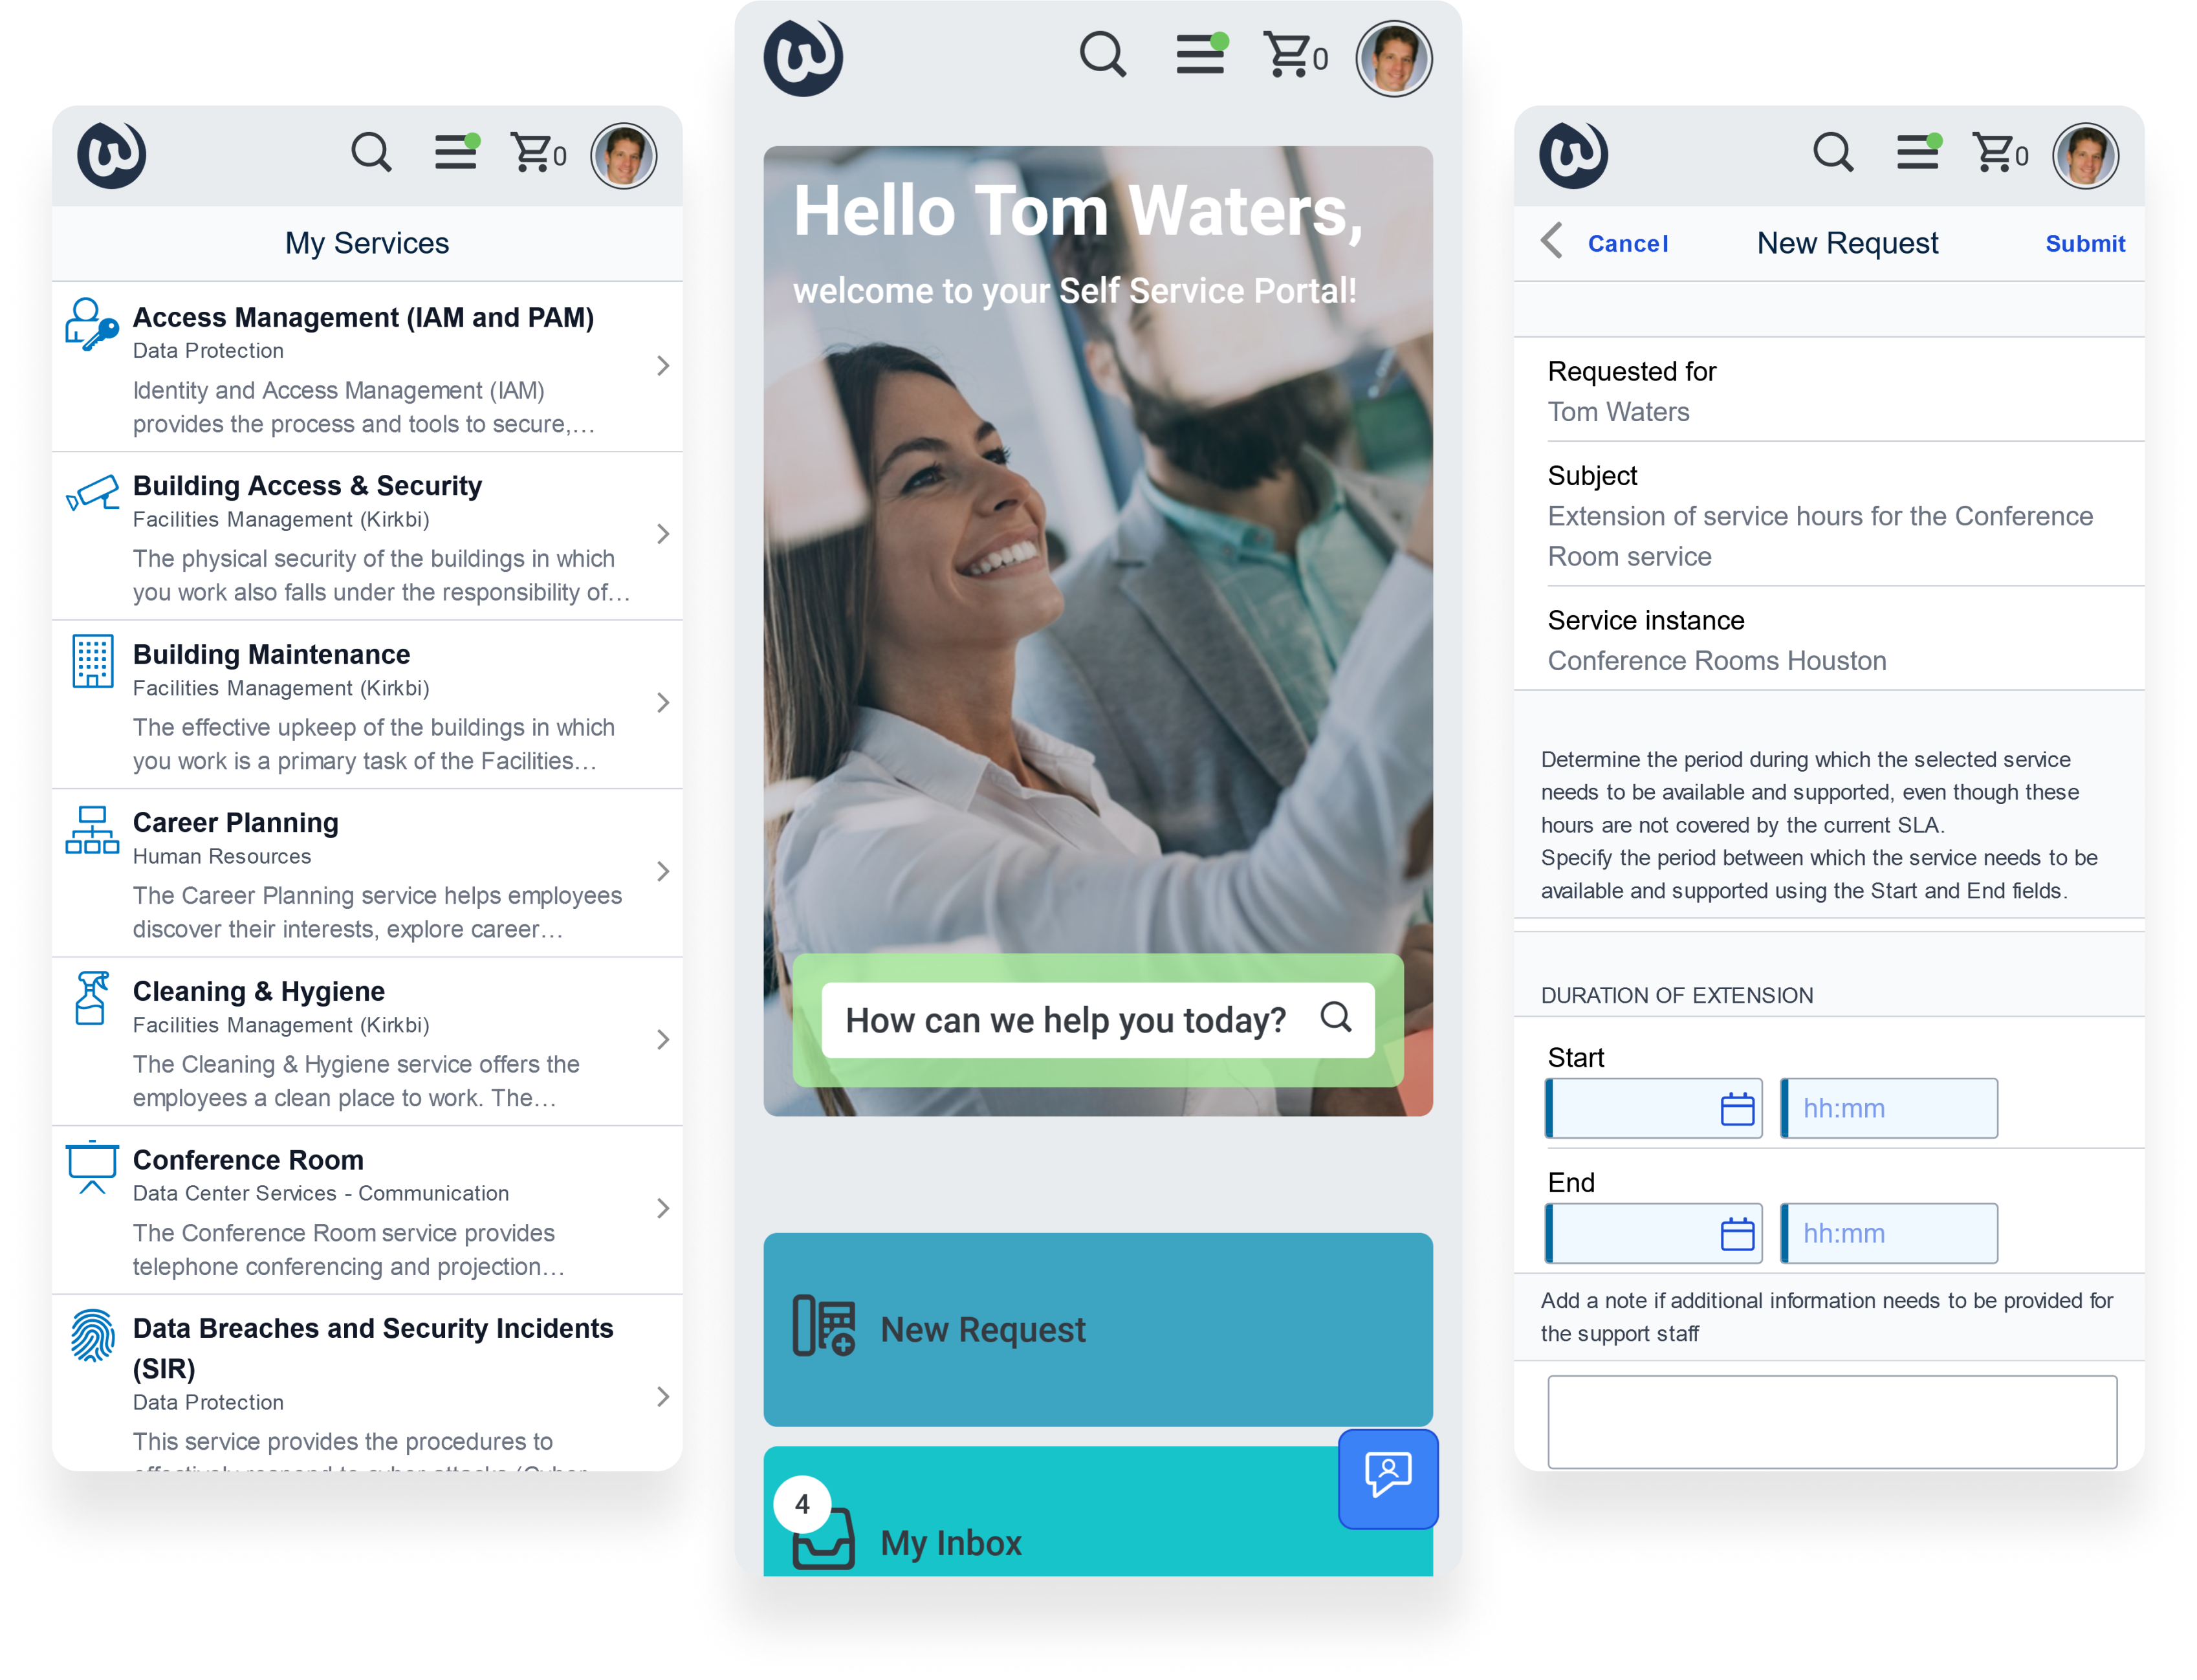 0
My Services
Access Management (IAM and PAM)
Data Protection
Identity and Access Management (IAM)
provides the process and tools to secure,...
Building Access & Security
Facilities Management (Kirkbi)
The physical security of the buildings in which
you work also falls under the responsibility of...
Building Maintenance
Facilities Management (Kirkbi)
The effective upkeep of the buildings in which
you work is a primary task of the Facilities...
Career Planning
Human Resources
The Career Planning service helps employees
discover their interests, explore career...
Cleaning & Hygiene
Facilities Management (Kirkbi)
The Cleaning & Hygiene service offers the
employees a clean place to work. The...
Conference Room
Data Center Services - Communication
The Conference Room service provides
telephone conferencing and projection...
Data Breaches and Security Incidents
(SIR)
Data Protection
This service provides the procedures to
0
Hello Tom Waters,
welcome to your Self Service Portal!
How can we help you today?
New Request
4
My Inbox
0
Cancel New Request Submit
Requested for
Tom Waters
Subject
Extension of service hours for the Conference
Room service
Service instance
Conference Rooms Houston
Determine the period during which the selected service
needs to be available and supported, even though these
hours are not covered by the current SLA.
Specify the period between which the service needs to be
available and supported using the Start and End fields.
DURATION OF EXTENSION
Start
hh:mm
End
hh:mm
Add a note if additional information needs to be provided for
the support staff